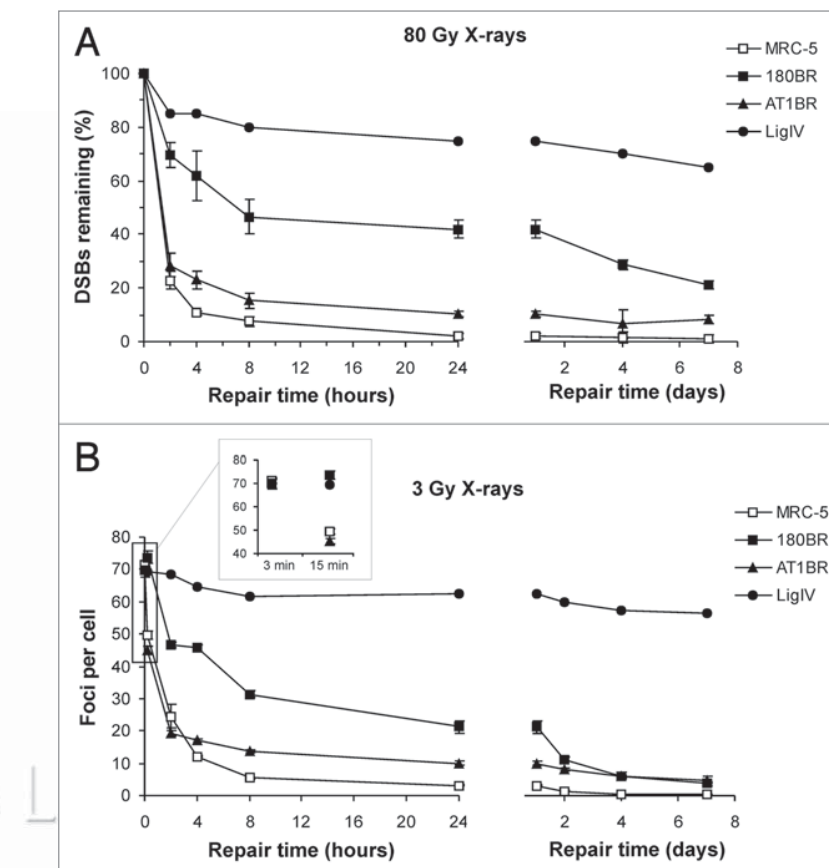 A
80 Gy X-rays
MRC-5
180BR
AT1BR
LigIV
DSBs remaining (%)
100
80
60
40
20
0
0 4 8 12 16 20 24
2 4 6 8
Repair time (hours)
Repair time (days)
B
3 Gy X-rays
MRC-5
180BR
AT1BR
LigIV
80
70
60
50
40
3 min 15 min
Foci per cell
80
70
60
50
40
30
20
10
0
0 4 8 12 16 20 24
2 4 6 8
Repair time (hours)
Repair time (days)
L